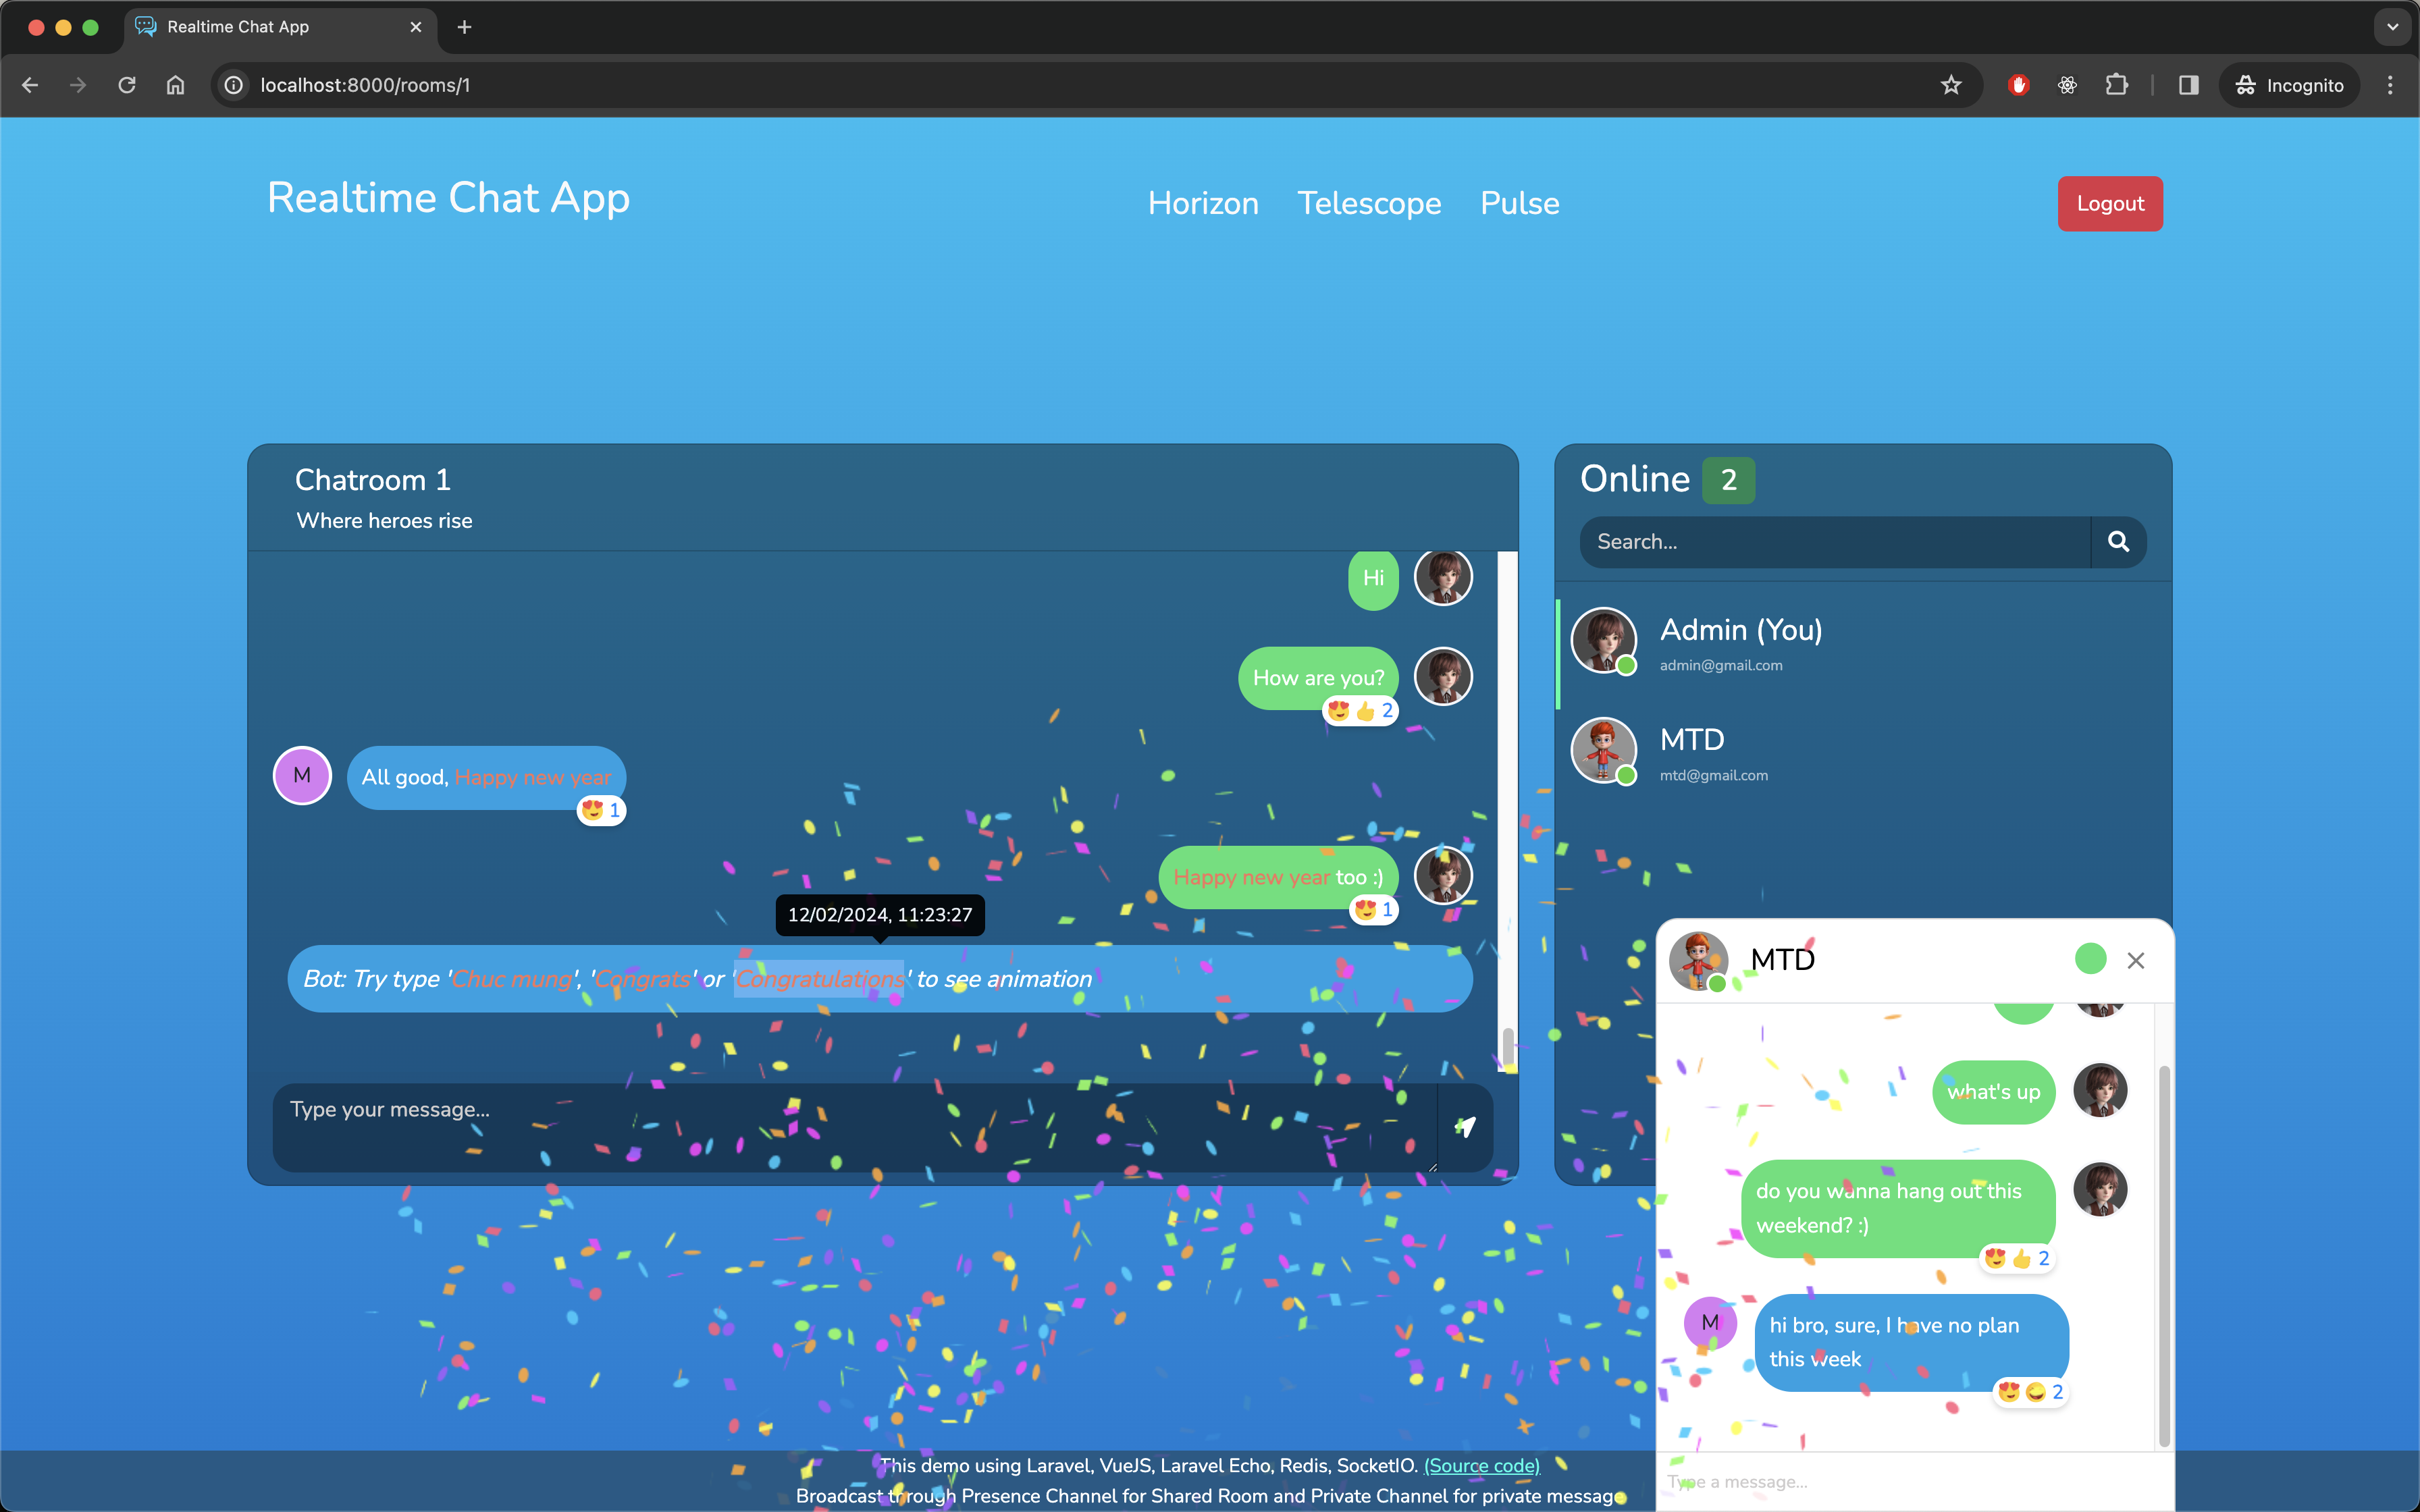 Realtime Chat App
localhost:8000/rooms/1
Incognito
Realtime Chat App
Horizon
Telescope
Pulse
Logout
Chatroom 1
Where heroes rise
Hi
How are you?
2
M
All good, Happy new year
1
Happy new year too :)
1
12/02/2024, 11:23:27
Bot: Try type 'Chuc mung', 'Congrats' or 'Congratulations' to see animation
Type your message...
Online 2
Search...
Admin (You)
admin@gmail.com
MTD
mtd@gmail.com
MTD
what's up
do you wanna hang out this
weekend? :)
2
M
hi bro, sure, I have no plan
this week
2
Type a message...
This demo using Laravel, VueJS, Laravel Echo, Redis, SocketIO. (Source code)
Broadcast through Presence Channel for Shared Room and Private Channel for private message